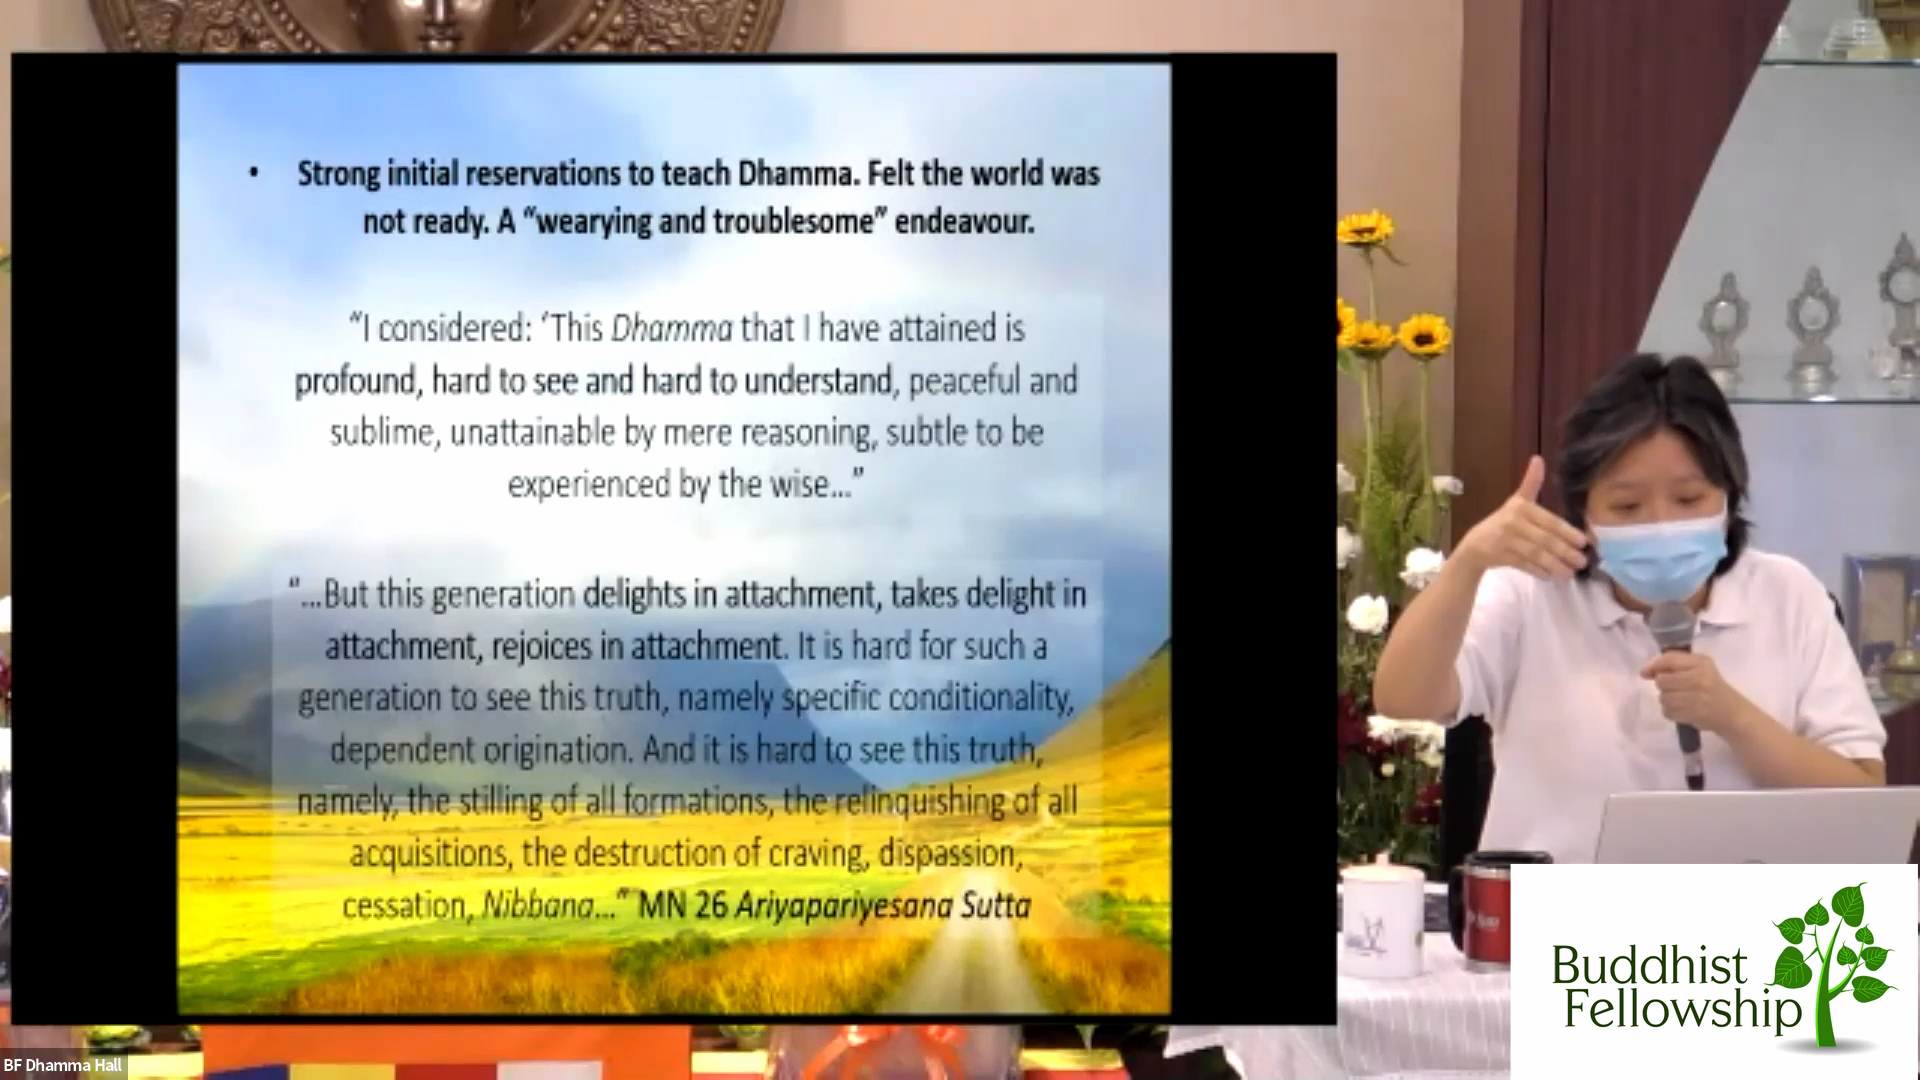 • Strong initial reservations to teach Dhamma. Felt the world was
not ready. A “wearying and troublesome” endeavour.
“I considered: ‘This Dhamma that I have attained is
profound, hard to see and hard to understand, peaceful and
sublime, unattainable by mere reasoning, subtle to be
experienced by the wise...”
“...But this generation delights in attachment, takes delight in
attachment, rejoices in attachment. It is hard for such a
generation to see this truth, namely specific conditionality,
dependent origination. And it is hard to see this truth,
namely, the stilling of all formations, the relinquishing of all
acquisitions, the destruction of craving, dispassion,
cessation, Nibbana...” MN 26 Ariyapariyesana Sutta
Buddhist
Fellowship
BF Dhamma Hall